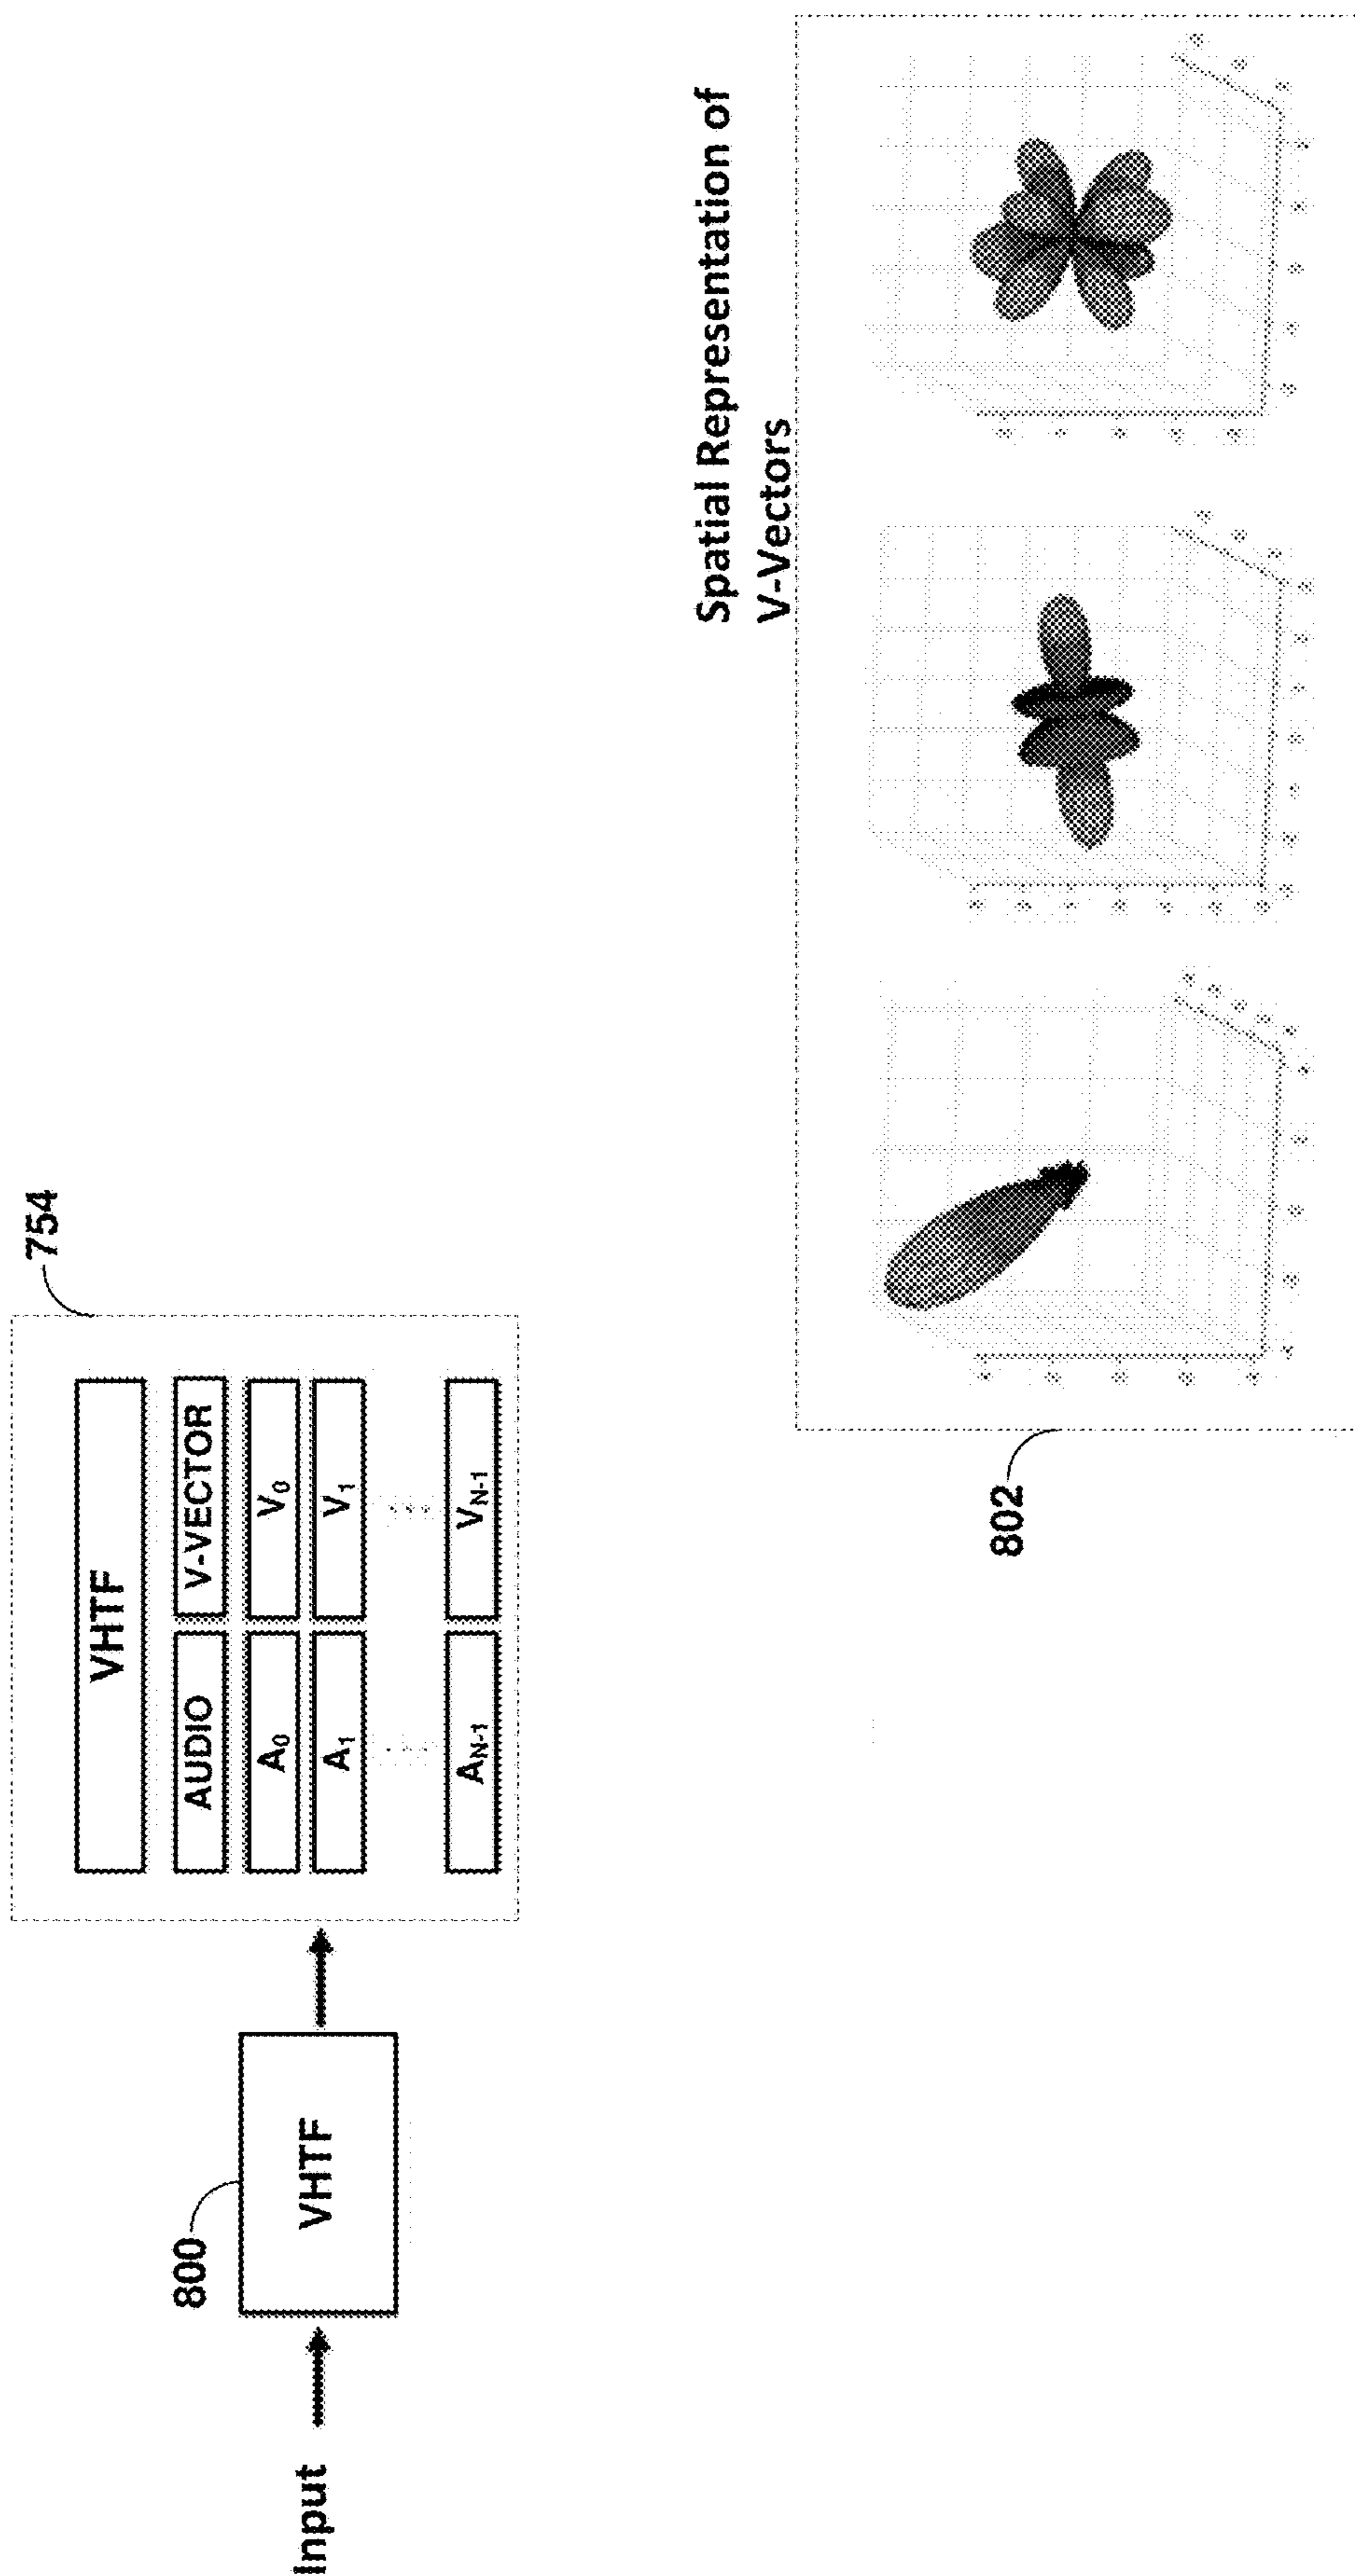 754
VHTF
AUDIO V-VECTOR
A0 V0
A1 V1
AN-1 VN-1
800
Input
VHTF
Spatial Representation of
V-Vectors
802